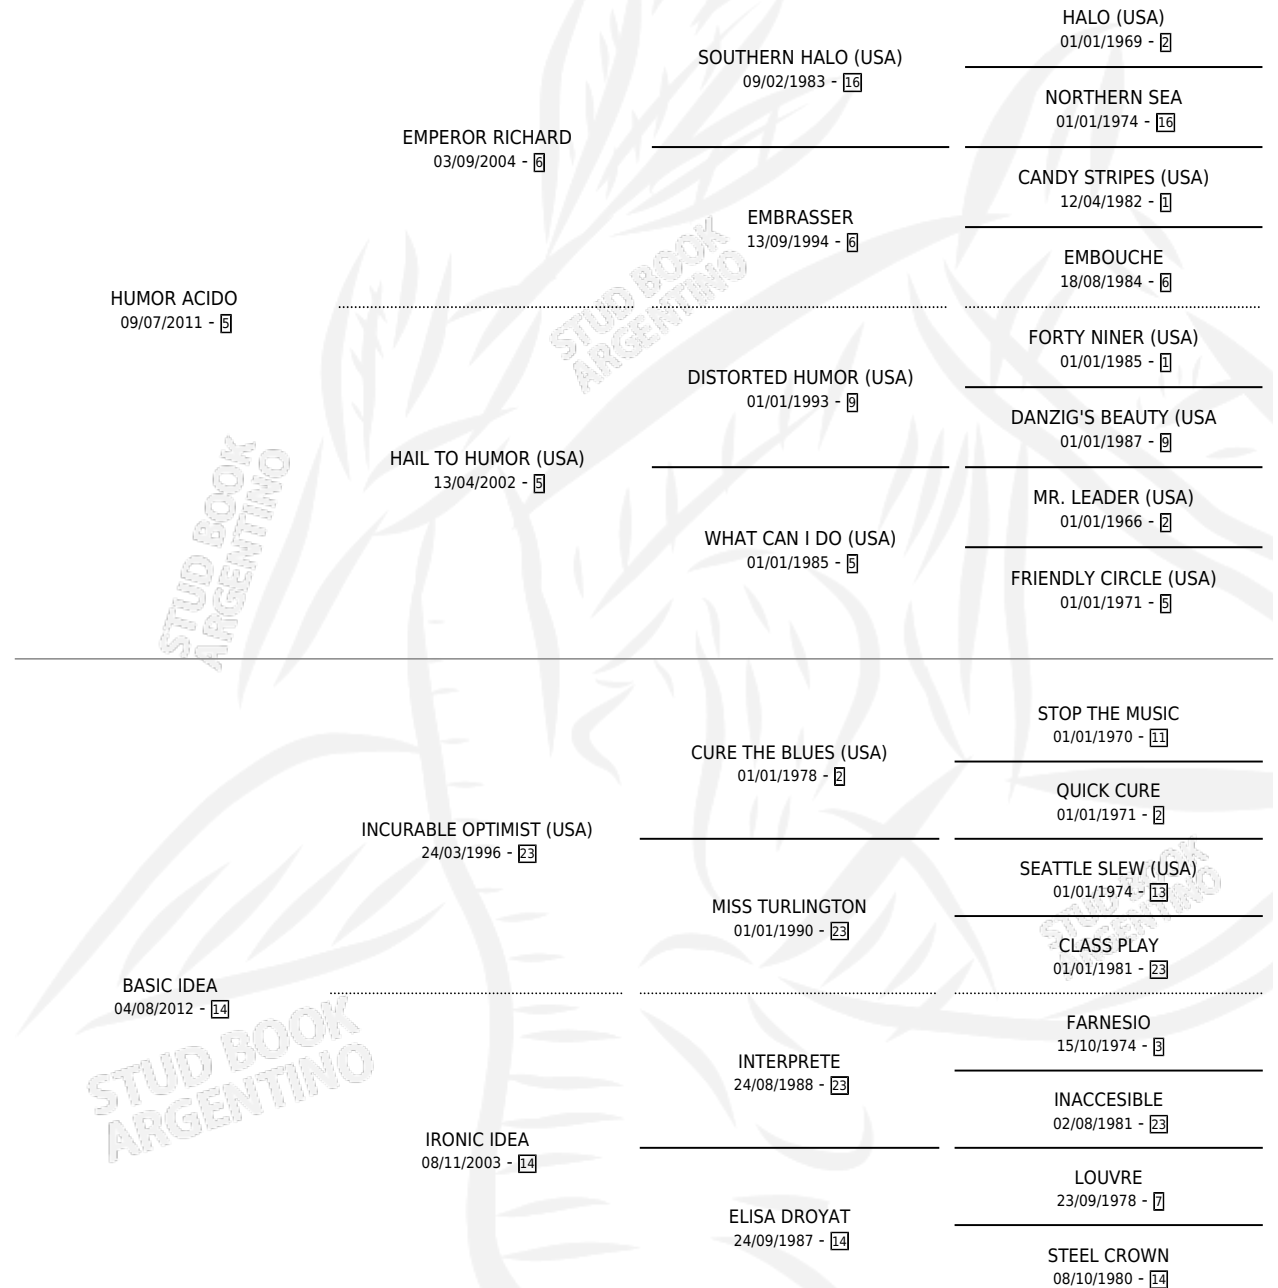 HALO (USA)
01/01/1969 - 2
SOUTHERN HALO (USA)
09/02/1983 - 16
NORTHERN SEA
01/01/1974 - 16
EMPEROR RICHARD
03/09/2004 - 6
CANDY STRIPES (USA)
12/04/1982 - 1
EMBRASSER
13/09/1994 - 6
EMBOUCHE
18/08/1984 - 6
HUMOR ACIDO
09/07/2011 - 5
FORTY NINER (USA)
01/01/1985 - 1
DISTORTED HUMOR (USA)
01/01/1993 - 9
DANZIG'S BEAUTY (USA
01/01/1987 - 9
HAIL TO HUMOR (USA)
13/04/2002 - 5
MR. LEADER (USA)
01/01/1966 - 2
WHAT CAN I DO (USA)
01/01/1985 - 5
FRIENDLY CIRCLE (USA)
01/01/1971 - 5
STUD BOOK
ARGENTINO
STUD BOOK
ARGENTINO
STOP THE MUSIC
01/01/1970 - 11
CURE THE BLUES (USA)
01/01/1978 - 2
QUICK CURE
01/01/1971 - 2
INCURABLE OPTIMIST (USA)
24/03/1996 - 23
SEATTLE SLEW (USA)
01/01/1974 - 13
MISS TURLINGTON
01/01/1990 - 23
CLASS PLAY
01/01/1981 - 23
BASIC IDEA
04/08/2012 - 14
FARNESIO
15/10/1974 - 3
INTERPRETE
24/08/1988 - 23
INACCESIBLE
02/08/1981 - 23
IRONIC IDEA
08/11/2003 - 14
LOUVRE
23/09/1978 - 7
ELISA DROYAT
24/09/1987 - 14
STEEL CROWN
08/10/1980 - 14
STUD BOOK
ARGENTINO
STUD BOOK
ARGENTINO